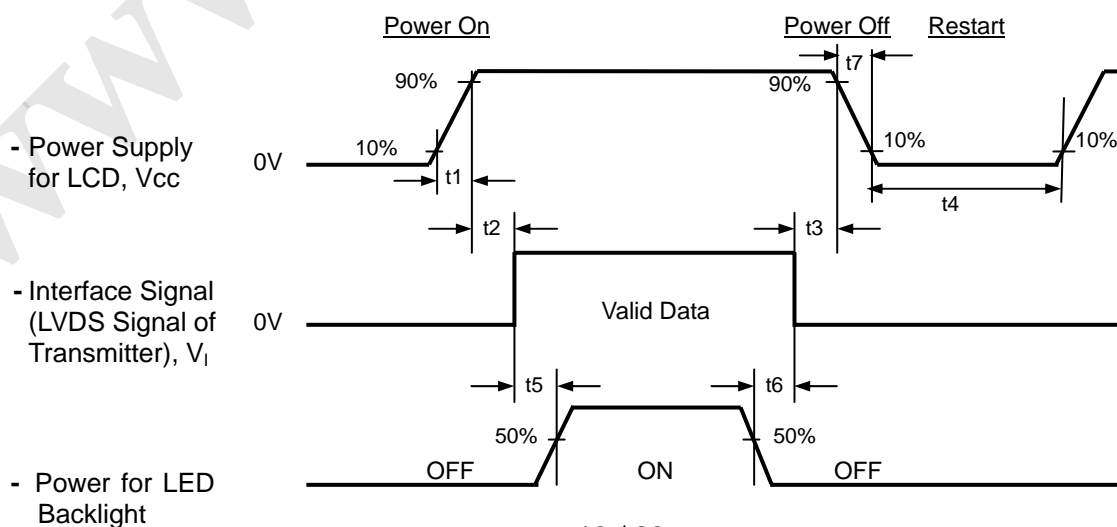 Power On
Power Off
Restart
t7
90%
90%
- Power Supply
for LCD, Vcc
0V
10%
10%
10%
t1
t4
t2
t3
- Interface Signal
(LVDS Signal of
Transmitter), VI
0V
Valid Data
t5
t6
50%
50%
- Power for LED
Backlight
OFF
ON
OFF